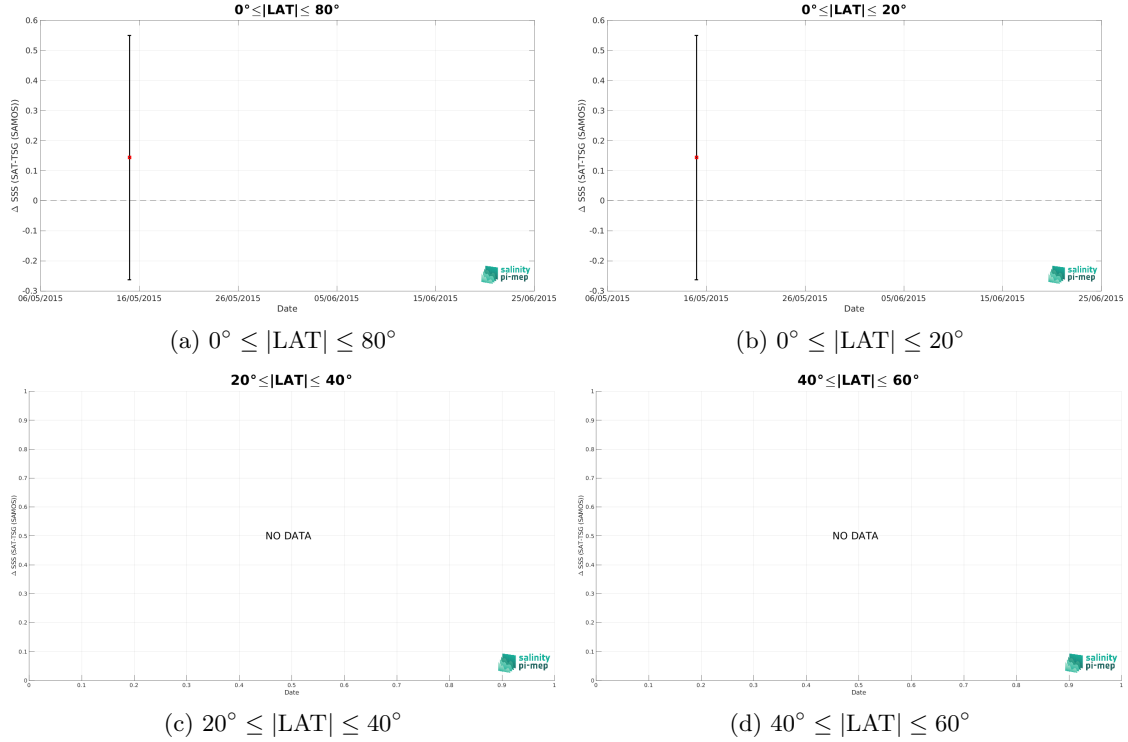 0°≤|LAT|≤ 80°
Δ SSS (SAT-TSG (SAMOS))
0.6
0.5
0.4
0.3
0.2
0.1
0
-0.1
-0.2
-0.3
06/05/2015 16/05/2015 26/05/2015 05/06/2015 15/06/2015 25/06/2015
Date
salinity
pi-mep
(a) 0° ≤ |LAT| ≤ 80°
0°≤|LAT|≤ 20°
Δ SSS (SAT-TSG (SAMOS))
0.6
0.5
0.4
0.3
0.2
0.1
0
-0.1
-0.2
-0.3
06/05/2015 16/05/2015 26/05/2015 05/06/2015 15/06/2015 25/06/2015
Date
salinity
pi-mep
(b) 0° ≤ |LAT| ≤ 20°
20°≤|LAT|≤ 40°
Δ SSS (SAT-TSG (SAMOS))
1
0.9
0.8
0.7
0.6
0.5
0.4
0.3
0.2
0.1
0
NO DATA
0 0.1 0.2 0.3 0.4 0.5 0.6 0.7 0.8 0.9 1
Date
salinity
pi-mep
(c) 20° ≤ |LAT| ≤ 40°
40°≤|LAT|≤ 60°
Δ SSS (SAT-TSG (SAMOS))
1
0.9
0.8
0.7
0.6
0.5
0.4
0.3
0.2
0.1
0
NO DATA
0 0.1 0.2 0.3 0.4 0.5 0.6 0.7 0.8 0.9 1
Date
salinity
pi-mep
(d) 40° ≤ |LAT| ≤ 60°